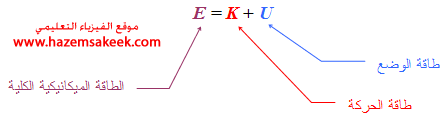 موقع الفيزياء التعليمي
www.hazemsakeek.com
E = K + U
طاقة الوضع
الطاقة الميكانيكية الكلية
طاقة الحركة